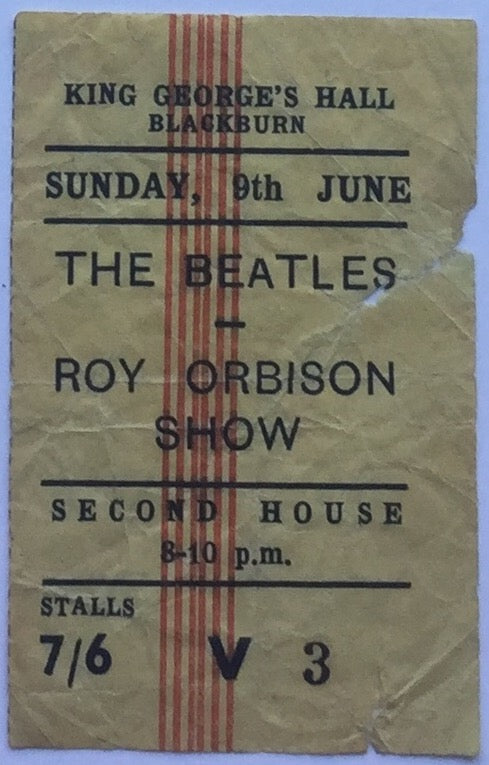 KING GEORGE'S HALL
BLACKBURN
SUNDAY, 9th JUNE
THE BEATLES
—
ROY ORBISON
SHOW
SECOND HOUSE
8-10 p.m.
STALLS
7/6 V 3